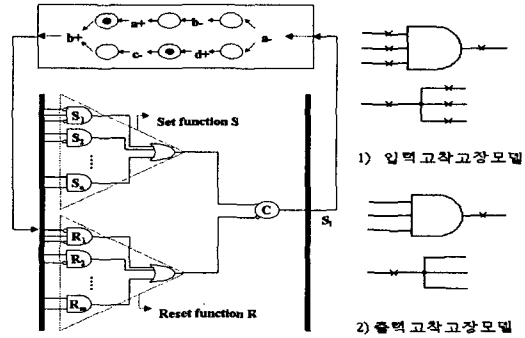 a+
b-
b+
a-
c-
d+
S1
S2
Sn
Set function S
C
Si
R1
R2
Rm
Reset function R
1) 입력고착고장모델
2) 출력고착고장모델